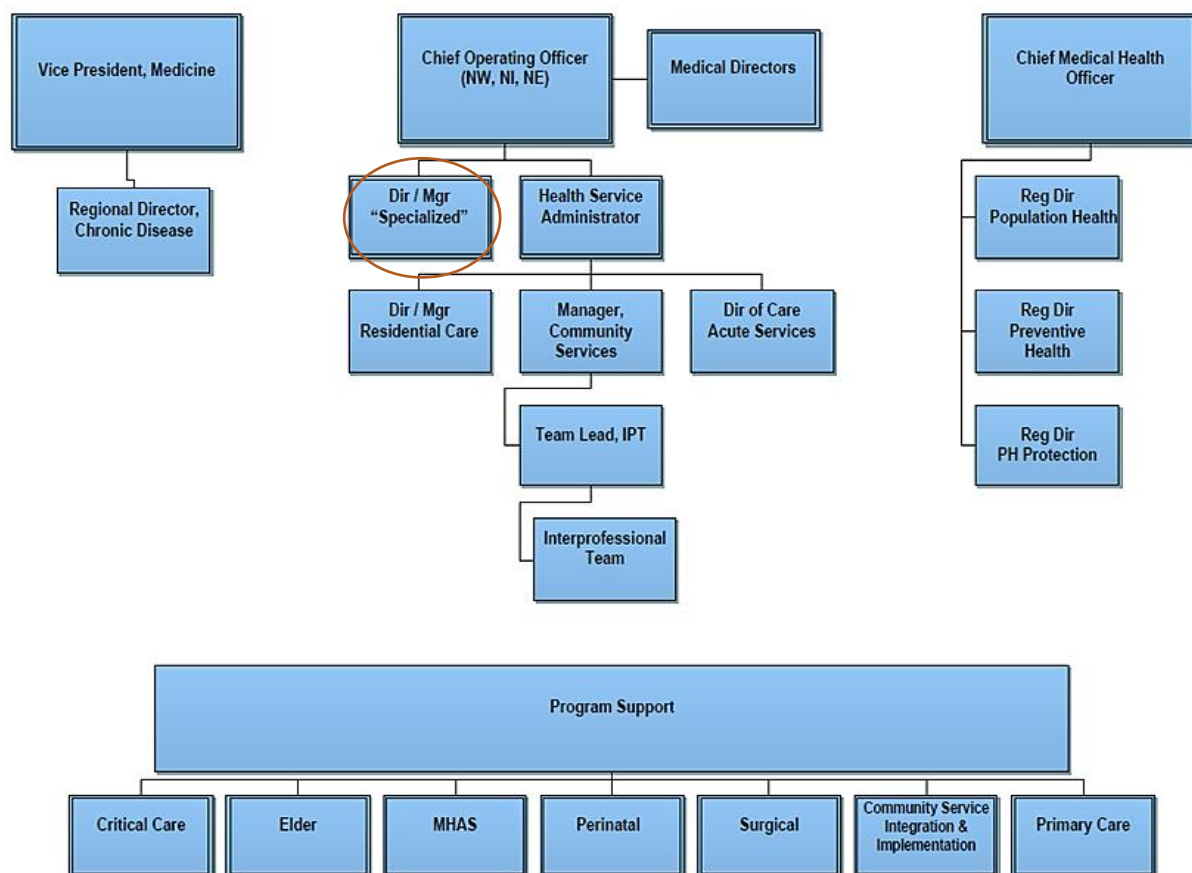 Vice President, Medicine
Chief Operating Officer
(NW, NI, NE)
Medical Directors
Chief Medical Health
Officer
Regional Director,
Chronic Disease
Dir / Mgr
“Specialized”
Health Service
Administrator
Reg Dir
Population Health
Dir / Mgr
Residential Care
Manager,
Community
Services
Dir of Care
Acute Services
Reg Dir
Preventive
Health
Team Lead, IPT
Reg Dir
PH Protection
Interprofessional
Team
Program Support
Critical Care
Elder
MHAS
Perinatal
Surgical
Community Service
Integration &
Implementation
Primary Care